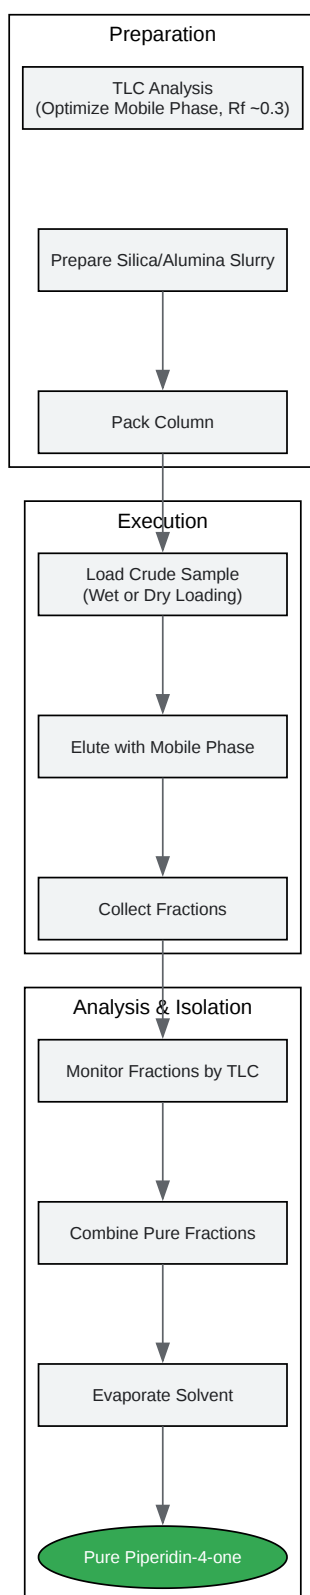 Preparation
TLC Analysis
(Optimize Mobile Phase, Rf ~0.3)
Prepare Silica/Alumina Slurry
Pack Column
Execution
Load Crude Sample
(Wet or Dry Loading)
Elute with Mobile Phase
Collect Fractions
Analysis & Isolation
Monitor Fractions by TLC
Combine Pure Fractions
Evaporate Solvent
Pure Piperidin-4-one